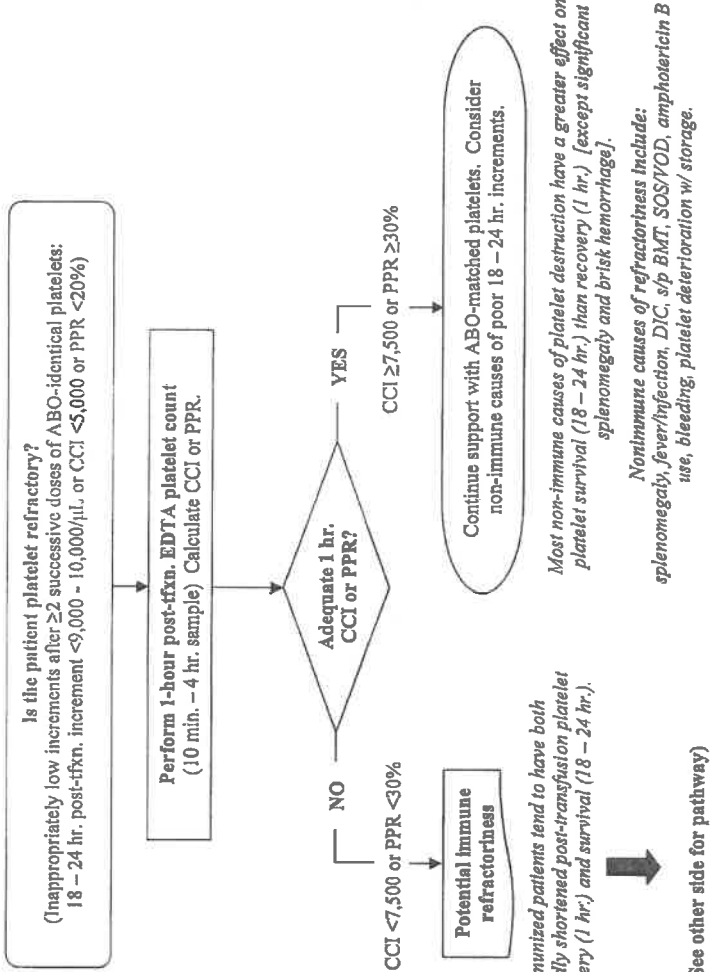 Is the patient platelet refractory?
(Inappropriately low increments after ≥2 successive doses of ABO-identical platelets:
18 – 24 hr. post-tfxn. increment <9,000 - 10,000/µL or CCI <5,000 or PPR <20%)
Perform 1-hour post-tfxn. EDTA platelet count
(10 min. – 4 hr. sample) Calculate CCI or PPR.
Adequate 1 hr.
CCI or PPR?
NO
YES
CCI <7,500 or PPR <30%
CCI ≥7,500 or PPR ≥30%
Potential immune
refractoriness
Continue support with ABO-matched platelets. Consider
non-immune causes of poor 18 – 24 hr. increments.
patients tend to have both
shortened post-transfusion platelet
(1 hr.) and survival (18 – 24 hr.).
See other side for pathway)
Most non-immune causes of platelet destruction have a greater effect on
platelet survival (18 – 24 hr.) than recovery (1 hr.) [except significant
splenomegaly and brisk hemorrhage].
Nonimmune causes of refractoriness include:
splenomegaly, fever/infection, DIC, s/p BMT, SOS/VOD, amphotericin B
use, bleeding, platelet deterioration w/ storage.